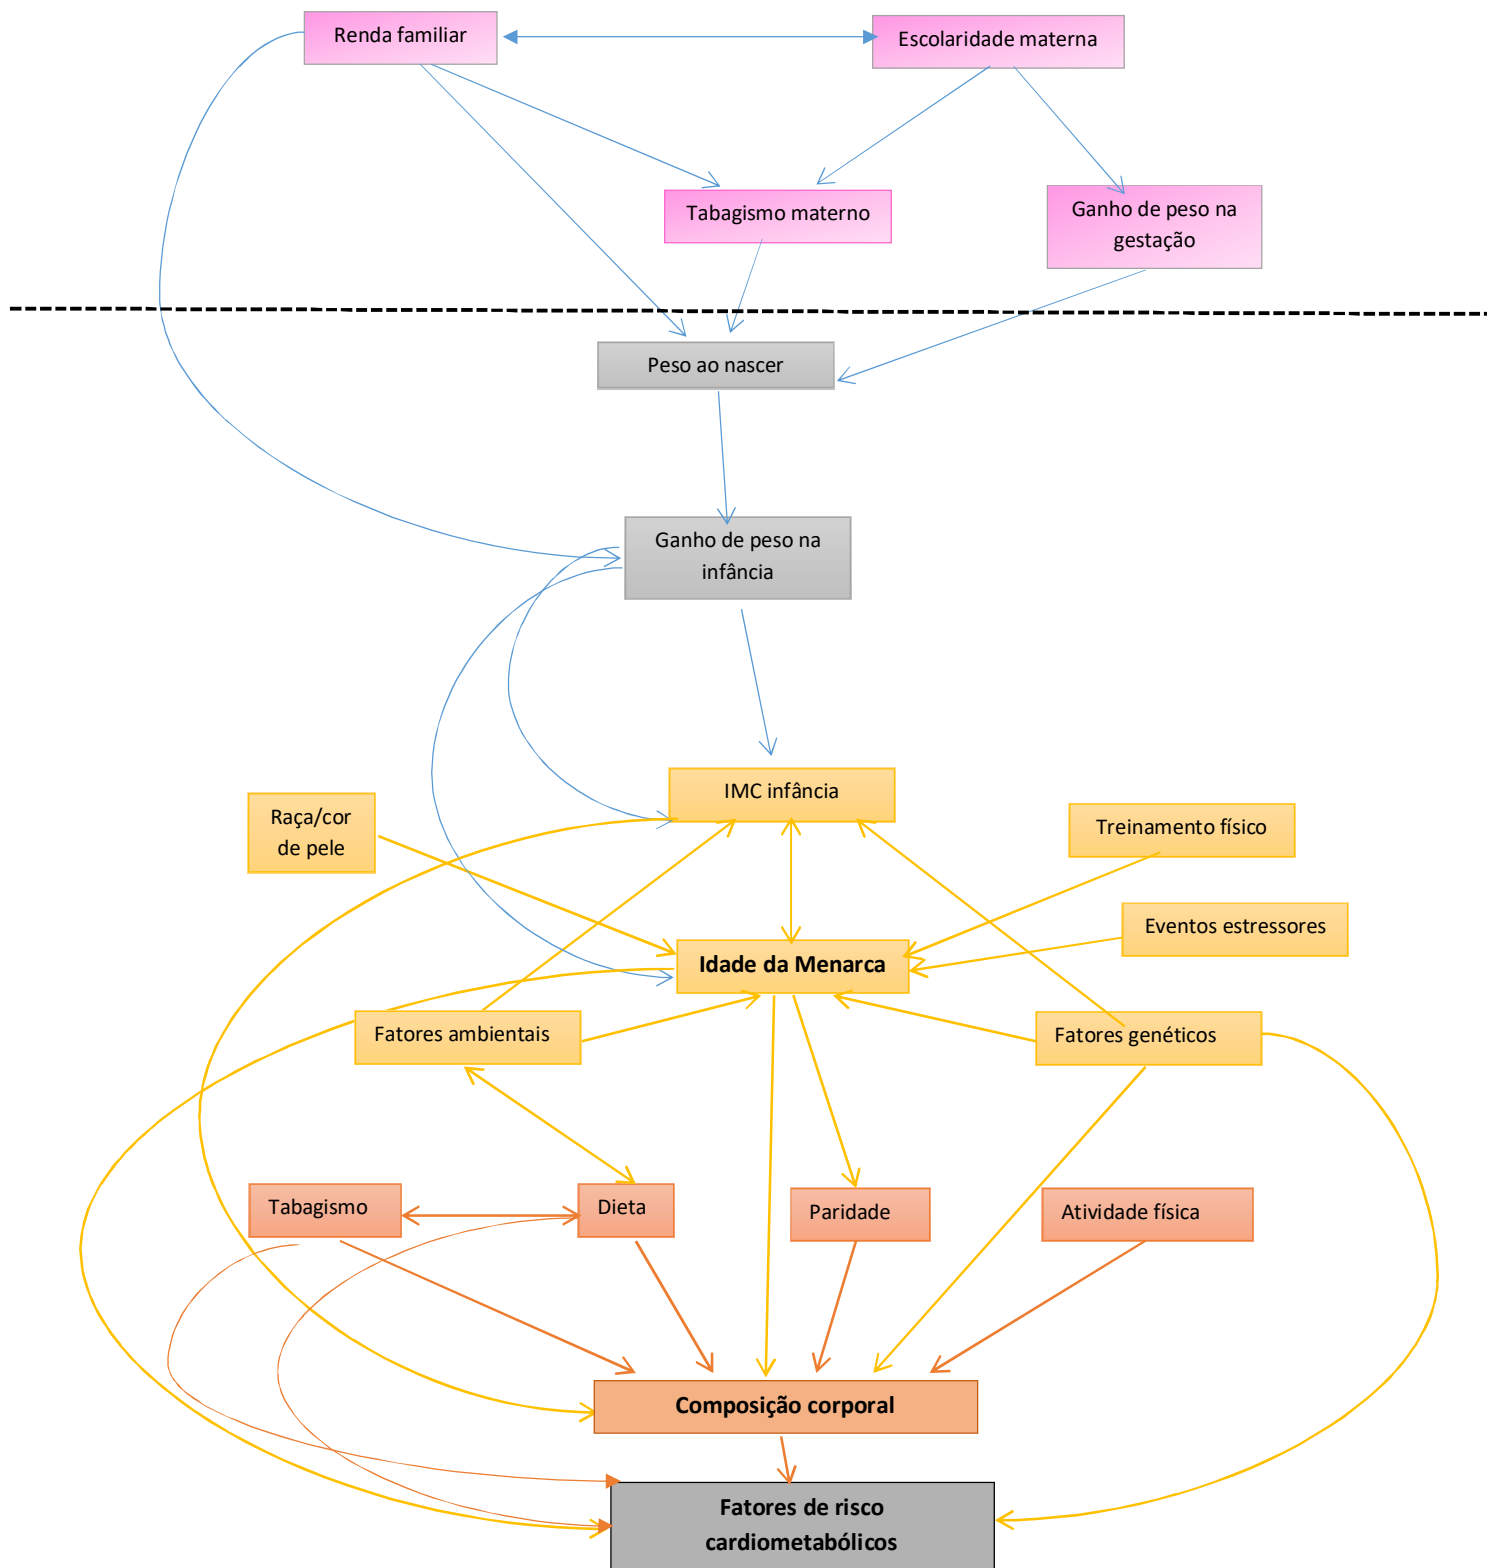 Renda familiar
Escolaridade materna
Tabagismo materno
Ganho de peso na
gestação
Peso ao nascer
Ganho de peso na
infância
IMC infância
Raça/cor
de pele
Treinamento físico
Eventos estressores
Idade da Menarca
Fatores ambientais
Fatores genéticos
Tabagismo
Dieta
Paridade
Atividade física
Composição corporal
Fatores de risco
cardiometabólicos